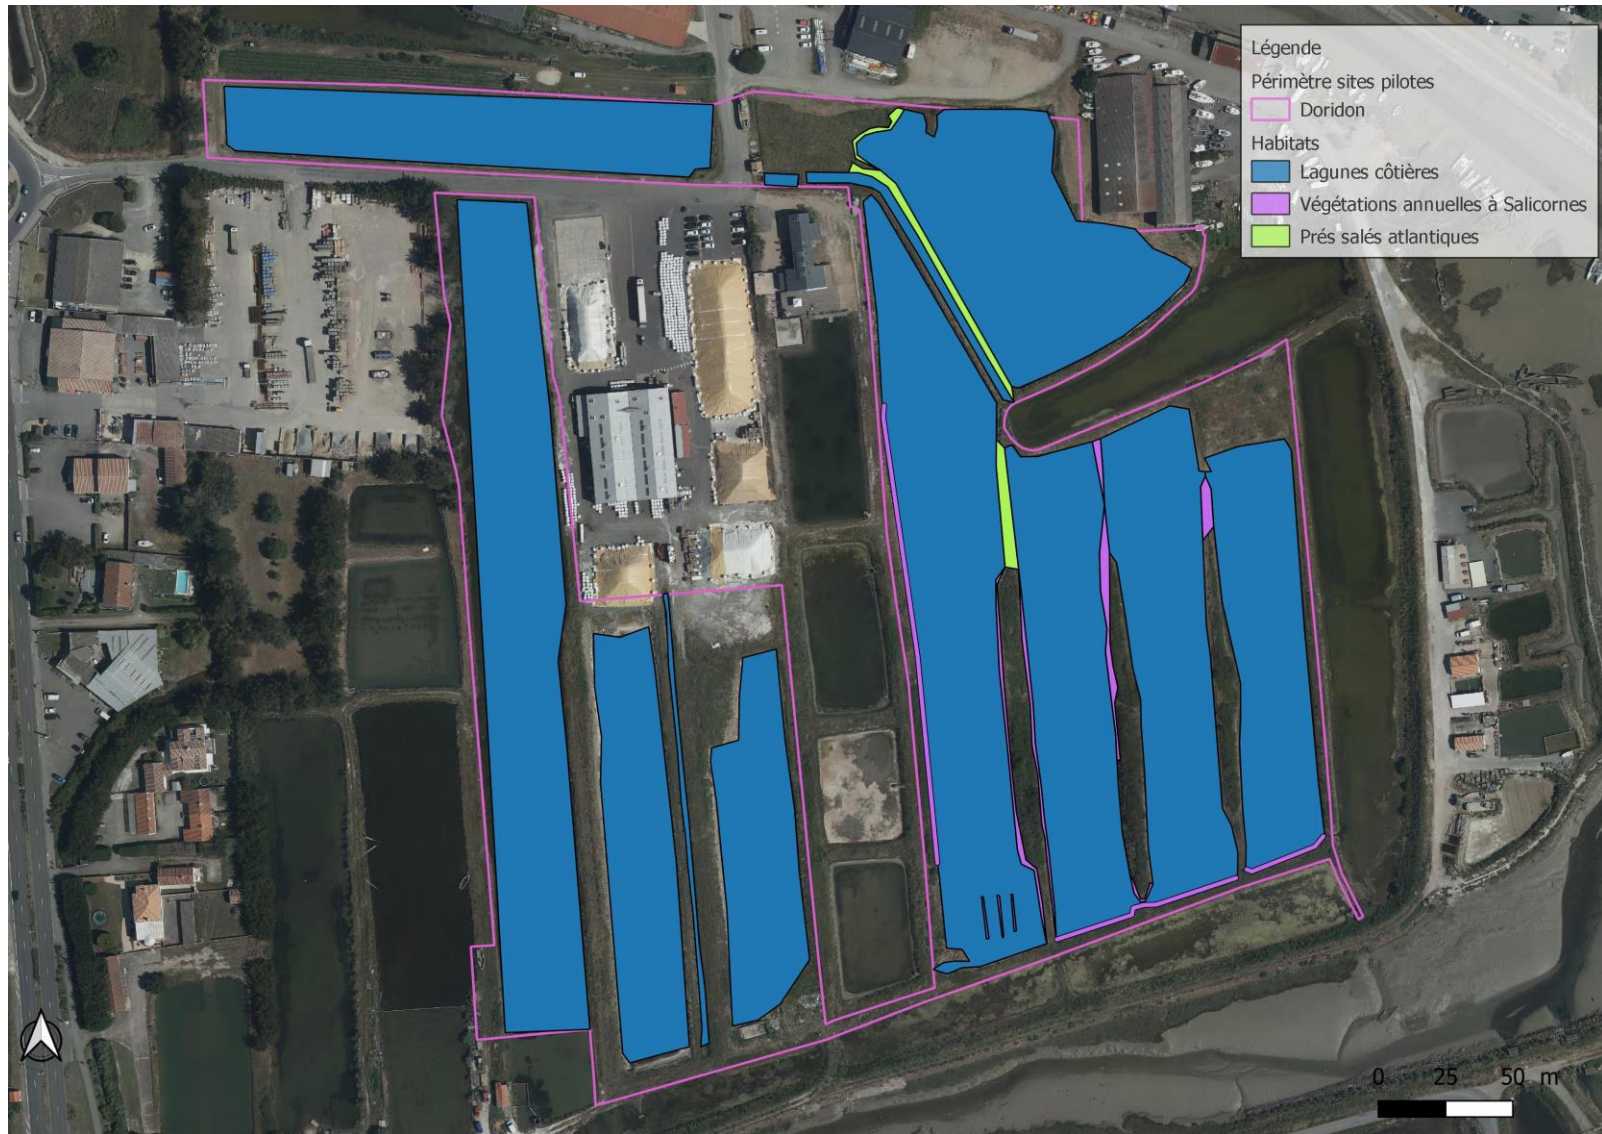 Légende
Périmètre sites pilotes
Doridon
Habitats
Lagunes côtières
Végétations annuelles à Salicornes
Prés salés atlantiques
0 25 50 m